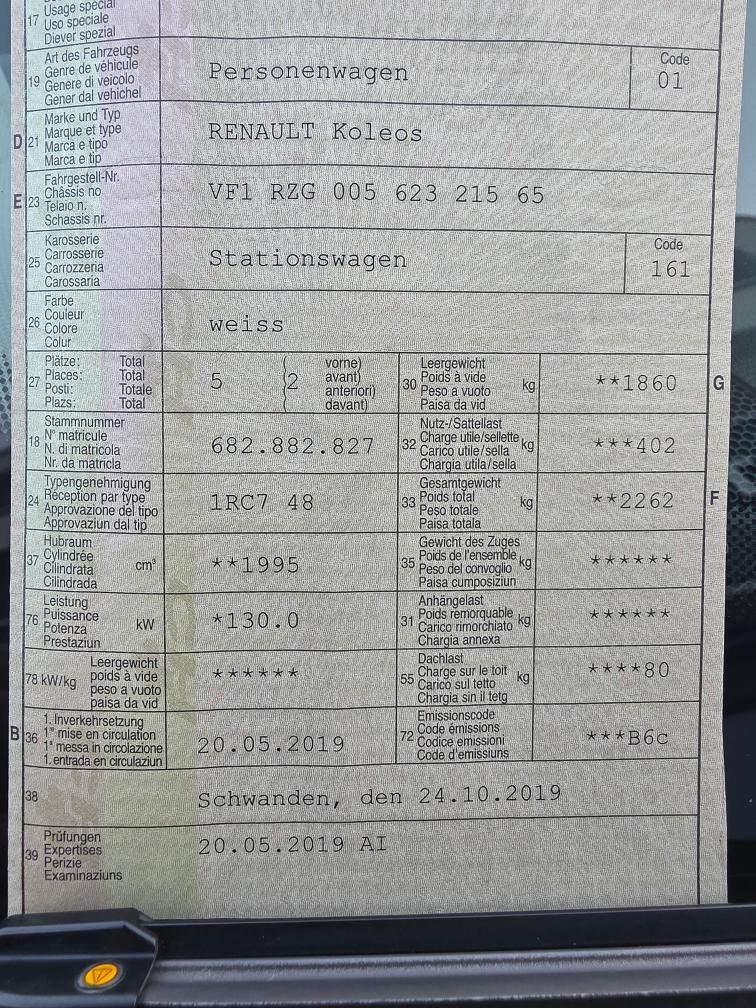 17 Usage spécial
Uso speciale
Diever spezial
19 Art des Fahrzeugs
Genre de véhicule
Genere di veicolo
Gener dal vehichel
Personenwagen
Code
01
D 21 Marke und Typ
Marque et type
Marca e tipo
Marca e tip
RENAULT Koleos
E 23 Fahrgestell-Nr.
Châssis no
Telaio n.
Schassis nr.
VF1 RZG 005 623 215 65
25 Karosserie
Carrosserie
Carrozzeria
Carossaria
Stationswagen
Code
161
26 Farbe
Couleur
Colore
Colur
weiss
27 Plätze: Total
Places: Total
Posti: Totale
Plazs: Total
5 (2 vorne)
avant)
anteriori)
davant)
30 Leergewicht
Poids à vide
Peso a vuoto
Paisa da vid
kg **1860 G
18 Stammnummer
N° matricule
N. di matricola
Nr. da matricla
682.882.827
32 Nutz-/Sattellast
Charge utile/sellette
Carico utile/sella
Chargia utila/sella
kg ***402
24 Typengenehmigung
Réception par type
Approvazione del tipo
Approvaziun dal tip
1RC7 48
33 Gesamtgewicht
Poids total
Peso totale
Paisa totala
kg **2262 F
37 Hubraum
Cylindrée
Cilindrata
Cilindrada
cm³ **1995
35 Gewicht des Zuges
Poids de l'ensemble
Peso del convoglio
Paisa cumposiziun
kg ******
76 Leistung
Puissance
Potenza
Prestaziun
kW *130.0
31 Anhängelast
Poids remorquable
Carico rimorchiato
Chargia annexa
kg ******
78 kW/kg Leergewicht
poids à vide
peso a vuoto
paisa da vid
******
55 Dachlast
Charge sur le toit
Carico sul tetto
Chargia sin il tetg
kg ****80
B 36 1. Inverkehrsetzung
1re mise en circulation
1a messa in circolazione
1. entrada en circulaziun
20.05.2019
72 Emissionscode
Code émissions
Codice emissioni
Code d'emissiuns
***B6c
38 Schwanden, den 24.10.2019
39 Prüfungen
Expertises
Perizie
Examinaziuns
20.05.2019 AI